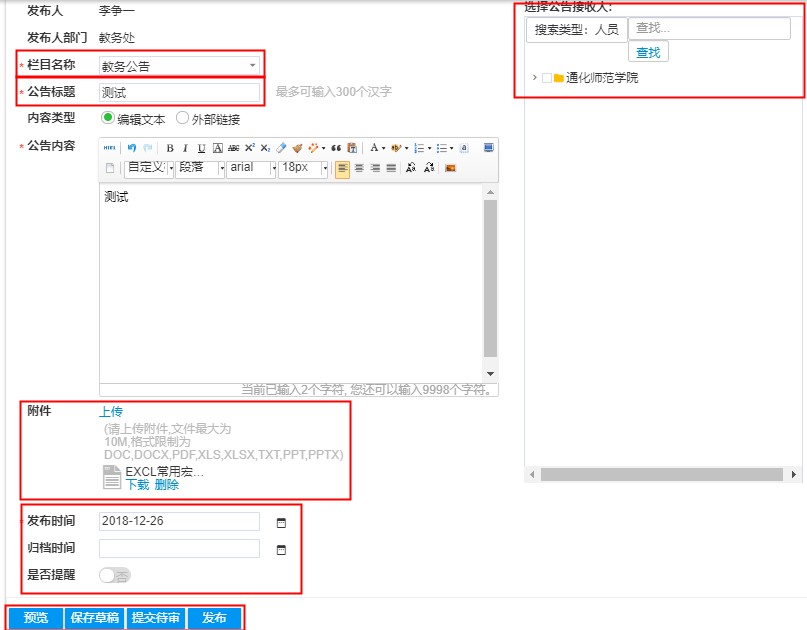 发布人 李争一
发布人部门 教务处
* 栏目名称 教务公告
* 公告标题 测试 最多可输入300个汉字
内容类型 编辑文本 外部链接
* 公告内容
HTML B I U A ABC X² X₂ A
自定义 段落 arial 18px
测试
当前已输入2个字符, 您还可以输入9998个字符。
附件 上传
(请上传附件,文件最大为
10M,格式限制为
DOC,DOCX,PDF,XLS,XLSX,TXT,PPT,PPTX)
EXCL常用宏...
下载 删除
* 发布时间 2018-12-26
归档时间
是否提醒 否
预览 保存草稿 提交待审 发布
选择公告接收人:
搜索类型: 人员 查找...
查找
通化师范学院